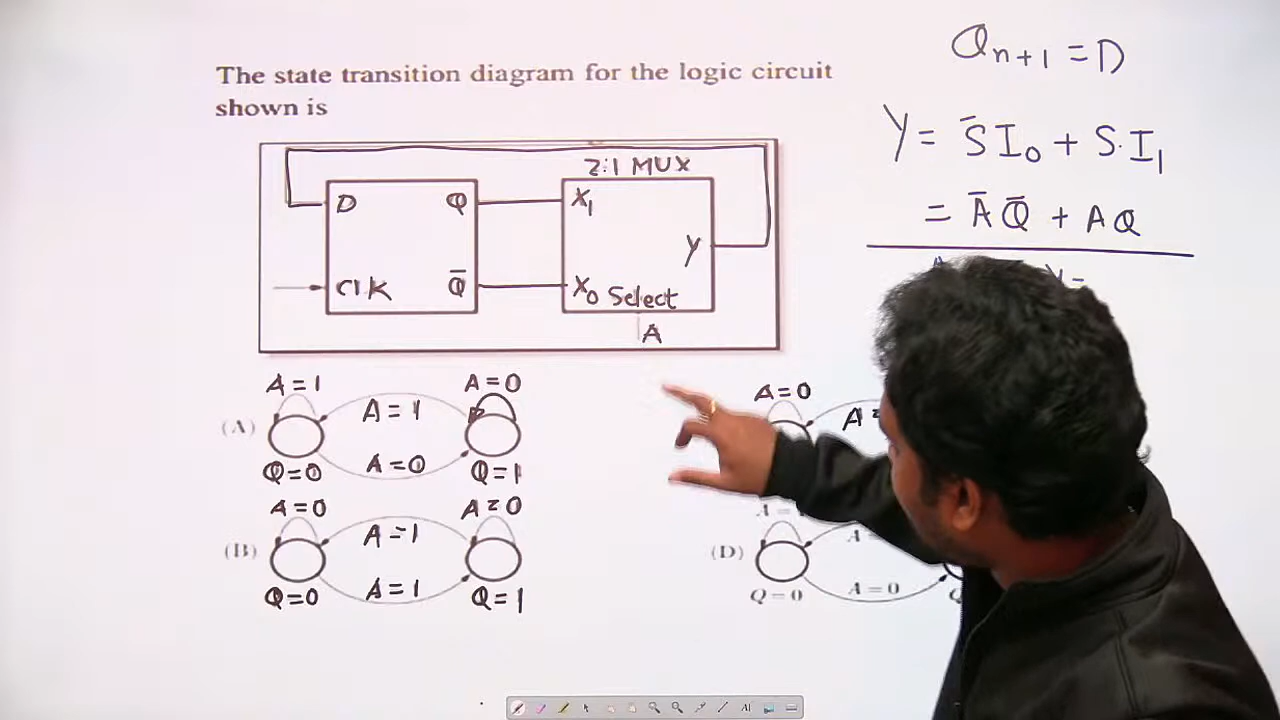 The state transition diagram for the logic circuit
shown is
2:1 MUX
D Q X1
Y
CLK Q̅ X0 Select
A
Qn+1 = D
Y = S̅I0 + S·I1
= A̅Q̅ + AQ
(A)
A = 1 A = 0
A = 1
A = 0
Q=0 Q=1
(B)
A = 0 A = 0
A = 1
A = 1
Q=0 Q=1
A = 0
A =
(D)
A = 0
Q = 0